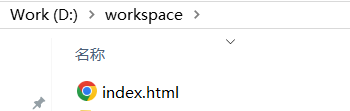 Work (D:) > workspace >
名称
index.html